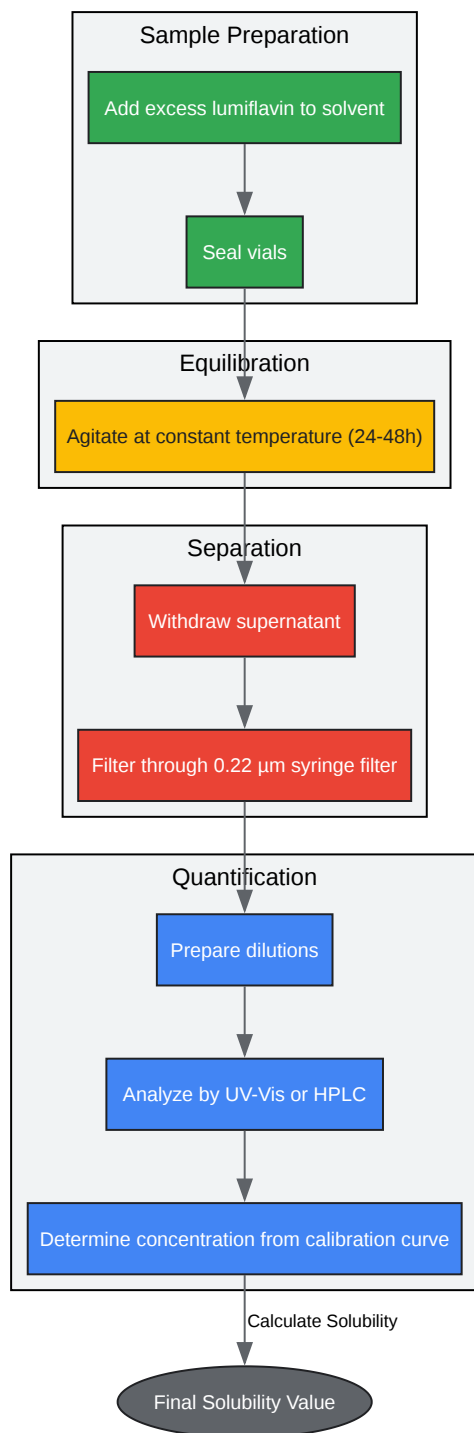 Sample Preparation
Add excess lumiflavin to solvent
Seal vials
Equilibration
Agitate at constant temperature (24-48h)
Separation
Withdraw supernatant
Filter through 0.22 µm syringe filter
Quantification
Prepare dilutions
Analyze by UV-Vis or HPLC
Determine concentration from calibration curve
Calculate Solubility
Final Solubility Value